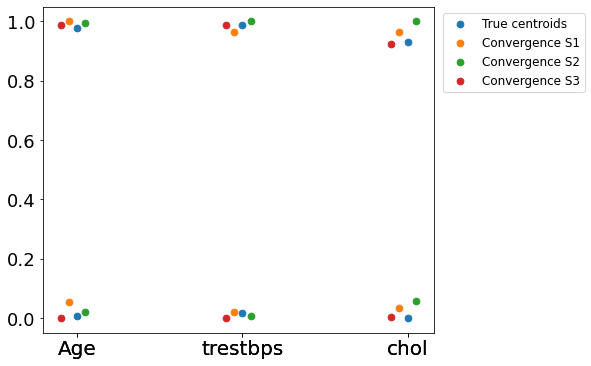 1.0
0.8
0.6
0.4
0.2
0.0
Age trestbps chol
True centroids
Convergence S1
Convergence S2
Convergence S3